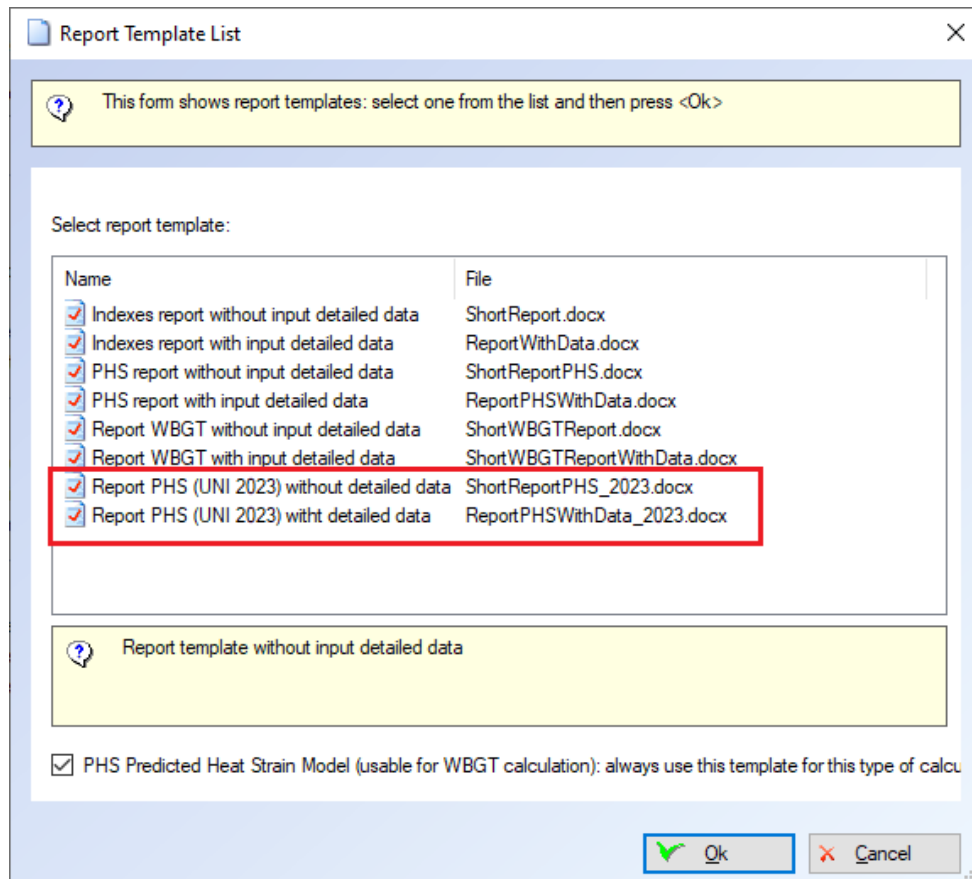 Report Template List
This form shows report templates: select one from the list and then press <Ok>
Select report template:
Name File
Indexes report without input detailed data ShortReport.docx
Indexes report with input detailed data ReportWithData.docx
PHS report without input detailed data ShortReportPHS.docx
PHS report with input detailed data ReportPHSWithData.docx
Report WBGT without input detailed data ShortWBGTReport.docx
Report WBGT with input detailed data ShortWBGTReportWithData.docx
Report PHS (UNI 2023) without detailed data ShortReportPHS_2023.docx
Report PHS (UNI 2023) witht detailed data ReportPHSWithData_2023.docx
Report template without input detailed data
PHS Predicted Heat Strain Model (usable for WBGT calculation): always use this template for this type of calcu
Ok Cancel